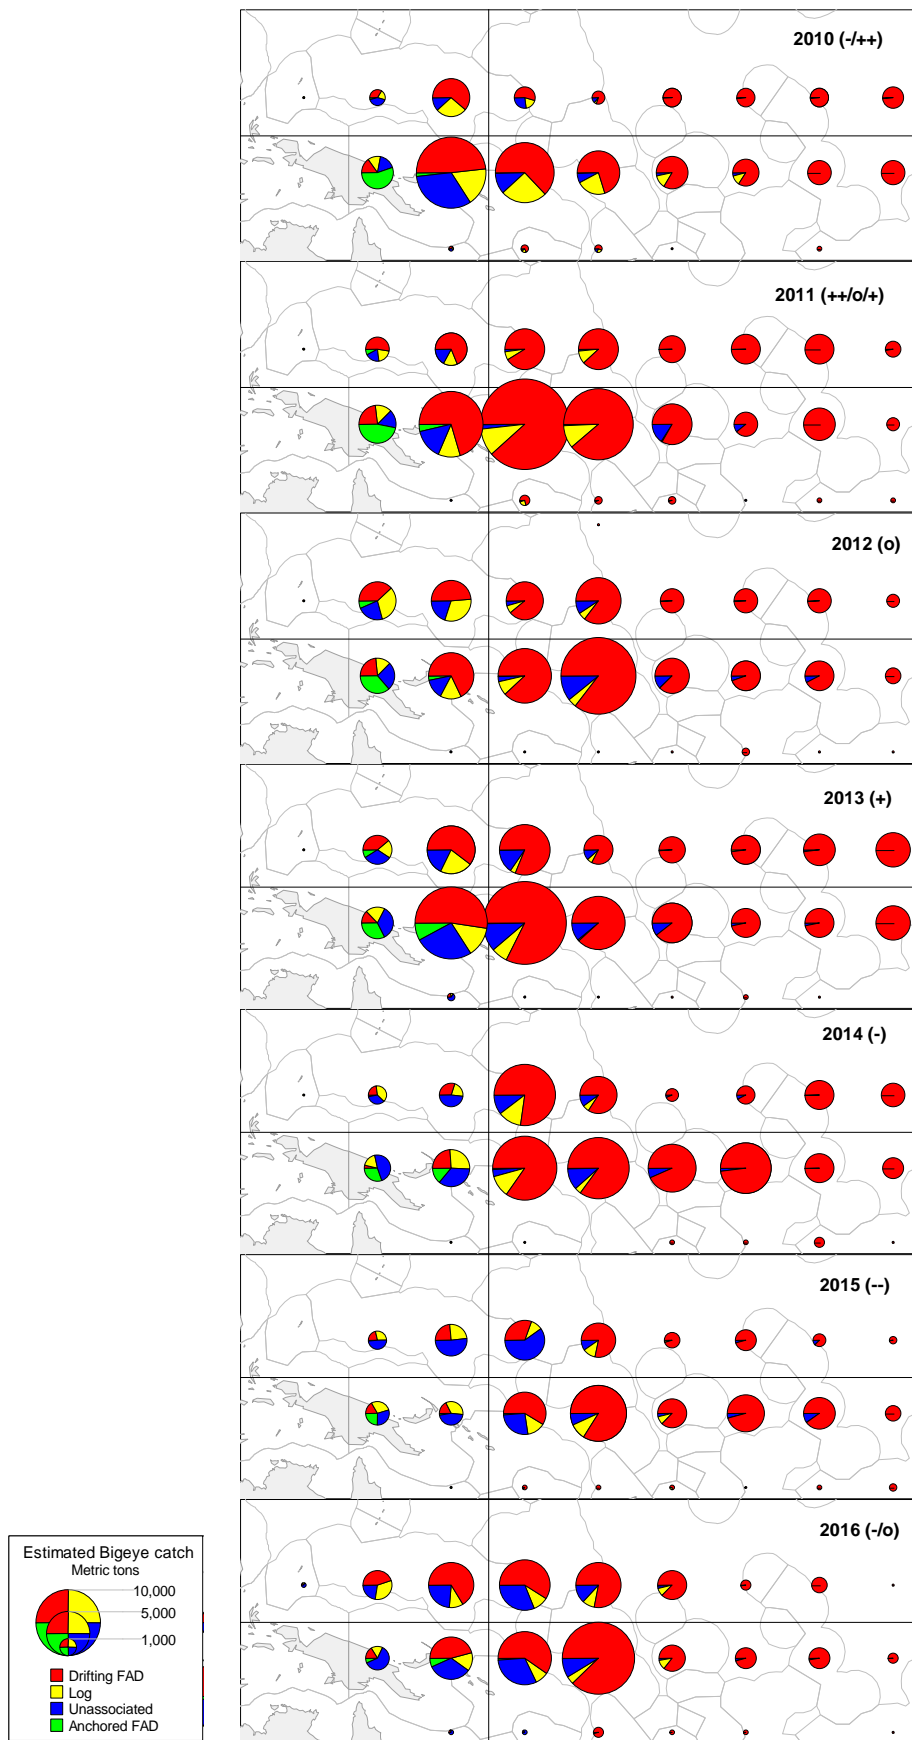 2010 (-/++)
2011 (++/o/+)
2012 (o)
2013 (+)
2014 (-)
2015 (--)
2016 (-/o)
Estimated Bigeye catch
Metric tons
10,000
5,000
1,000
Drifting FAD
Log
Unassociated
Anchored FAD